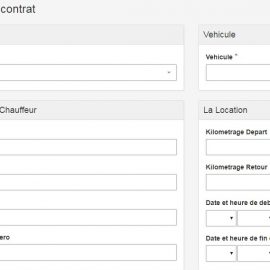 contrat
Vehicule
Vehicule *
Chauffeur
La Location
Kilometrage Depart
Kilometrage Retour
Date et heure de deb
ero
Date et heure de fin